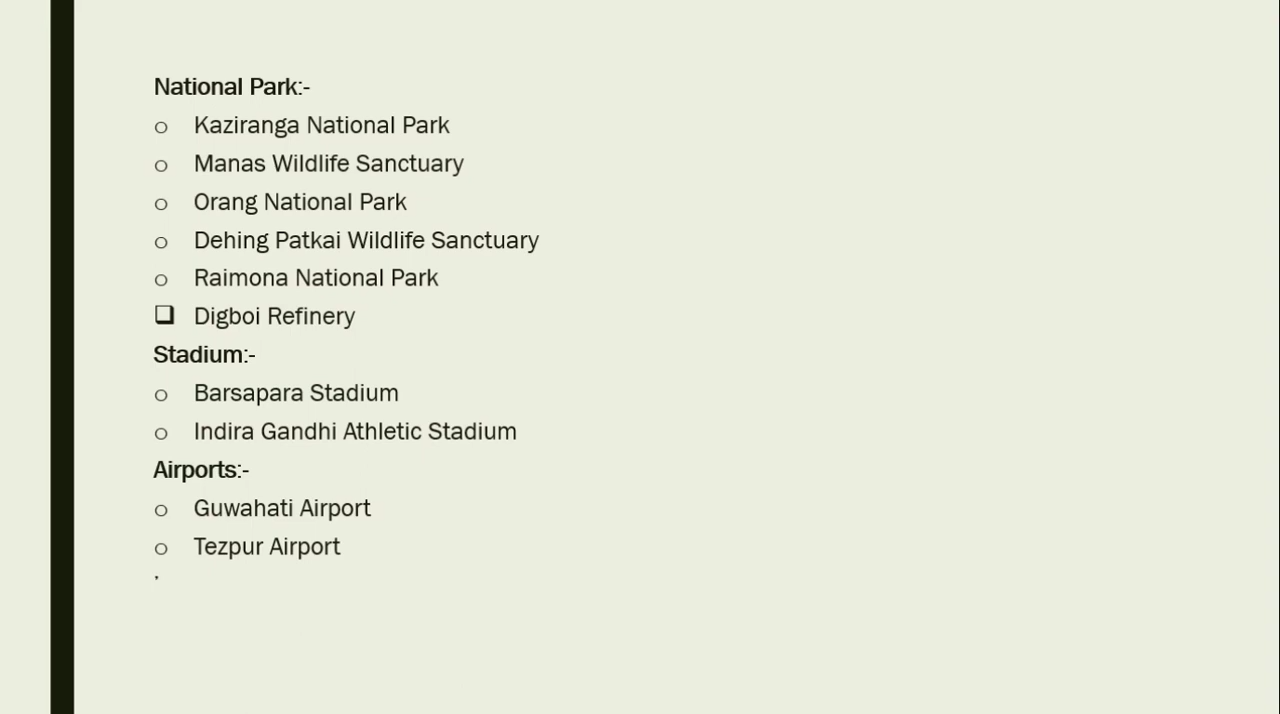 National Park:-
o Kaziranga National Park
o Manas Wildlife Sanctuary
o Orang National Park
o Dehing Patkai Wildlife Sanctuary
o Raimona National Park
❑ Digboi Refinery
Stadium:-
o Barsapara Stadium
o Indira Gandhi Athletic Stadium
Airports:-
o Guwahati Airport
o Tezpur Airport
,